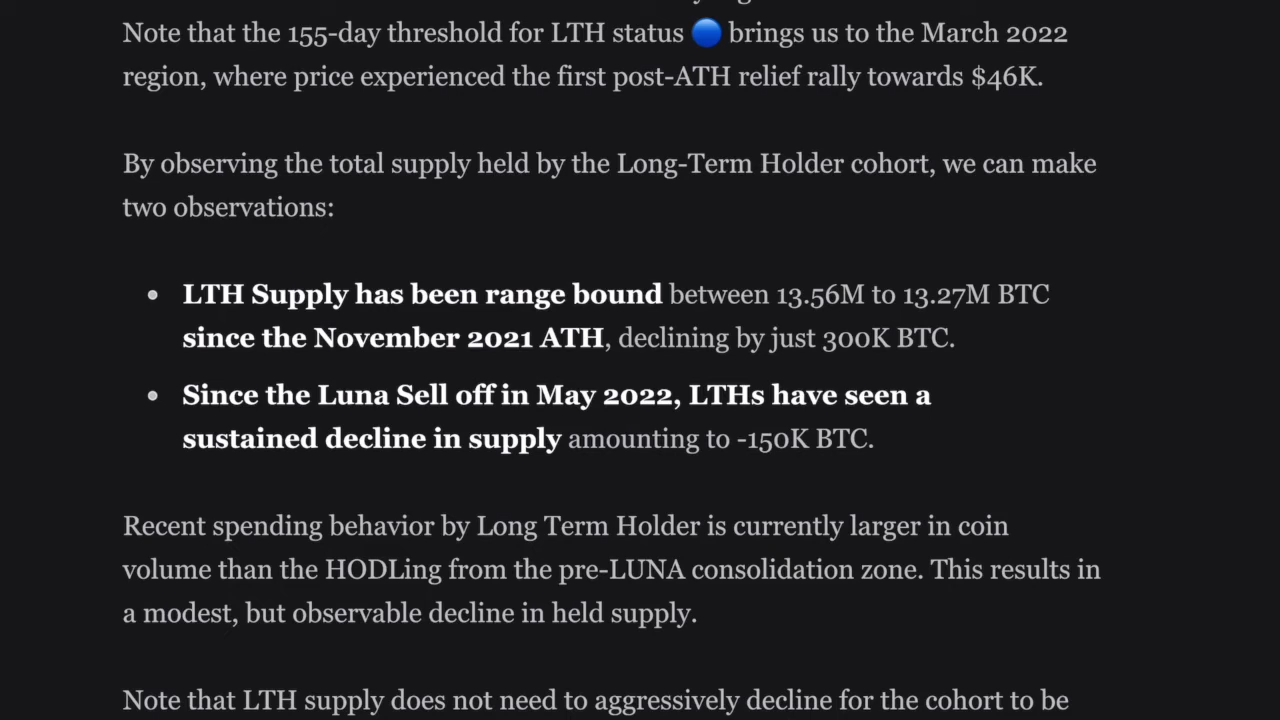 Note that the 155-day threshold for LTH status 🔵 brings us to the March 2022
region, where price experienced the first post-ATH relief rally towards $46K.
By observing the total supply held by the Long-Term Holder cohort, we can make
two observations:
• LTH Supply has been range bound between 13.56M to 13.27M BTC
since the November 2021 ATH, declining by just 300K BTC.
• Since the Luna Sell off in May 2022, LTHs have seen a
sustained decline in supply amounting to -150K BTC.
Recent spending behavior by Long Term Holder is currently larger in coin
volume than the HODLing from the pre-LUNA consolidation zone. This results in
a modest, but observable decline in held supply.
Note that LTH supply does not need to aggressively decline for the cohort to be